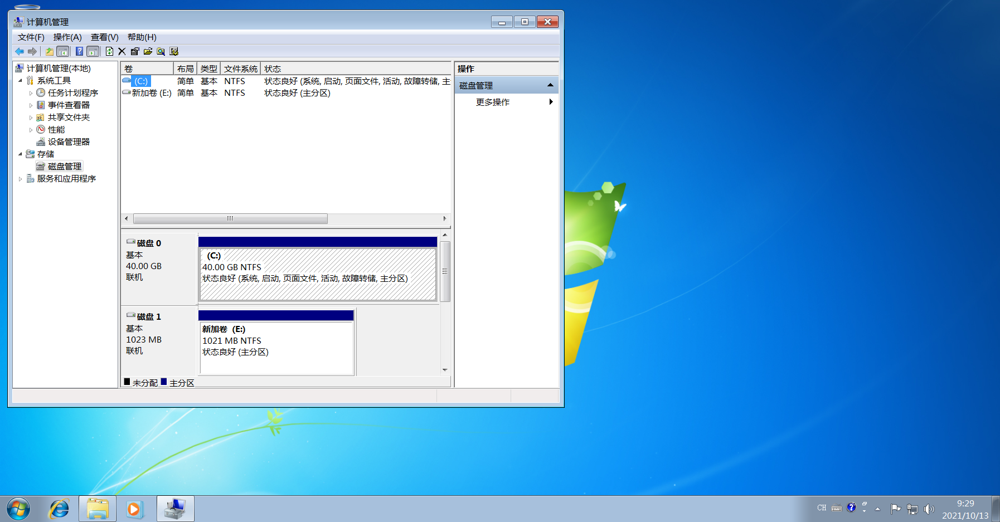 计算机管理
文件(F) 操作(A) 查看(V) 帮助(H)
计算机管理(本地)
系统工具
任务计划程序
事件查看器
共享文件夹
性能
设备管理器
存储
磁盘管理
服务和应用程序
卷 布局 类型 文件系统 状态
(C:) 简单 基本 NTFS 状态良好 (系统, 启动, 页面文件, 活动, 故障转储, 主
新加卷 (E:) 简单 基本 NTFS 状态良好 (主分区)
磁盘 0
基本
40.00 GB
联机
(C:)
40.00 GB NTFS
状态良好 (系统, 启动, 页面文件, 活动, 故障转储, 主分区)
磁盘 1
基本
1023 MB
联机
新加卷 (E:)
1021 MB NTFS
状态良好 (主分区)
未分配 主分区
操作
磁盘管理
更多操作
CH
9:29
2021/10/13